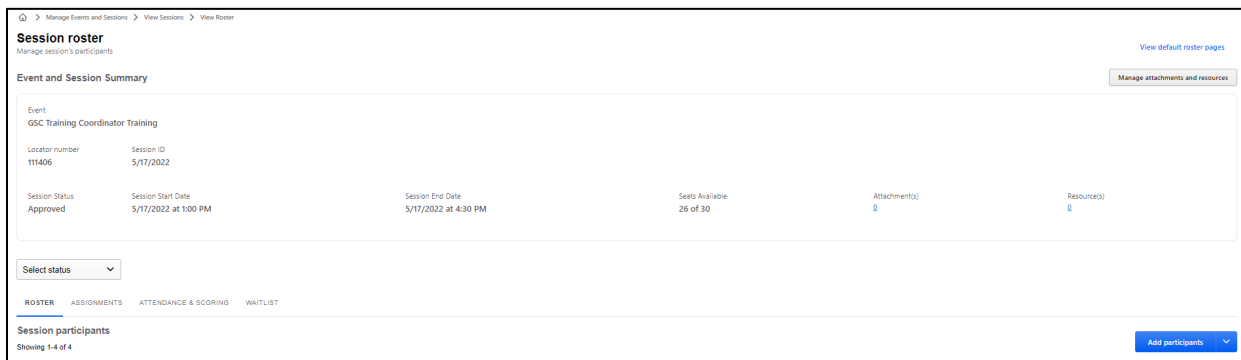 Manage Events and Sessions > View Sessions > View Roster
Session roster
Manage session's participants
View default roster pages
Event and Session Summary
Manage attachments and resources
Event
GSC Training Coordinator Training
Locator number Session ID
111406 5/17/2022
Session Status Session Start Date Session End Date Seats Available Attachment(s) Resource(s)
Approved 5/17/2022 at 1:00 PM 5/17/2022 at 4:30 PM 26 of 30 0 0
Select status
ROSTER ASSIGNMENTS ATTENDANCE & SCORING WAITLIST
Session participants
Showing 1-4 of 4
Add participants